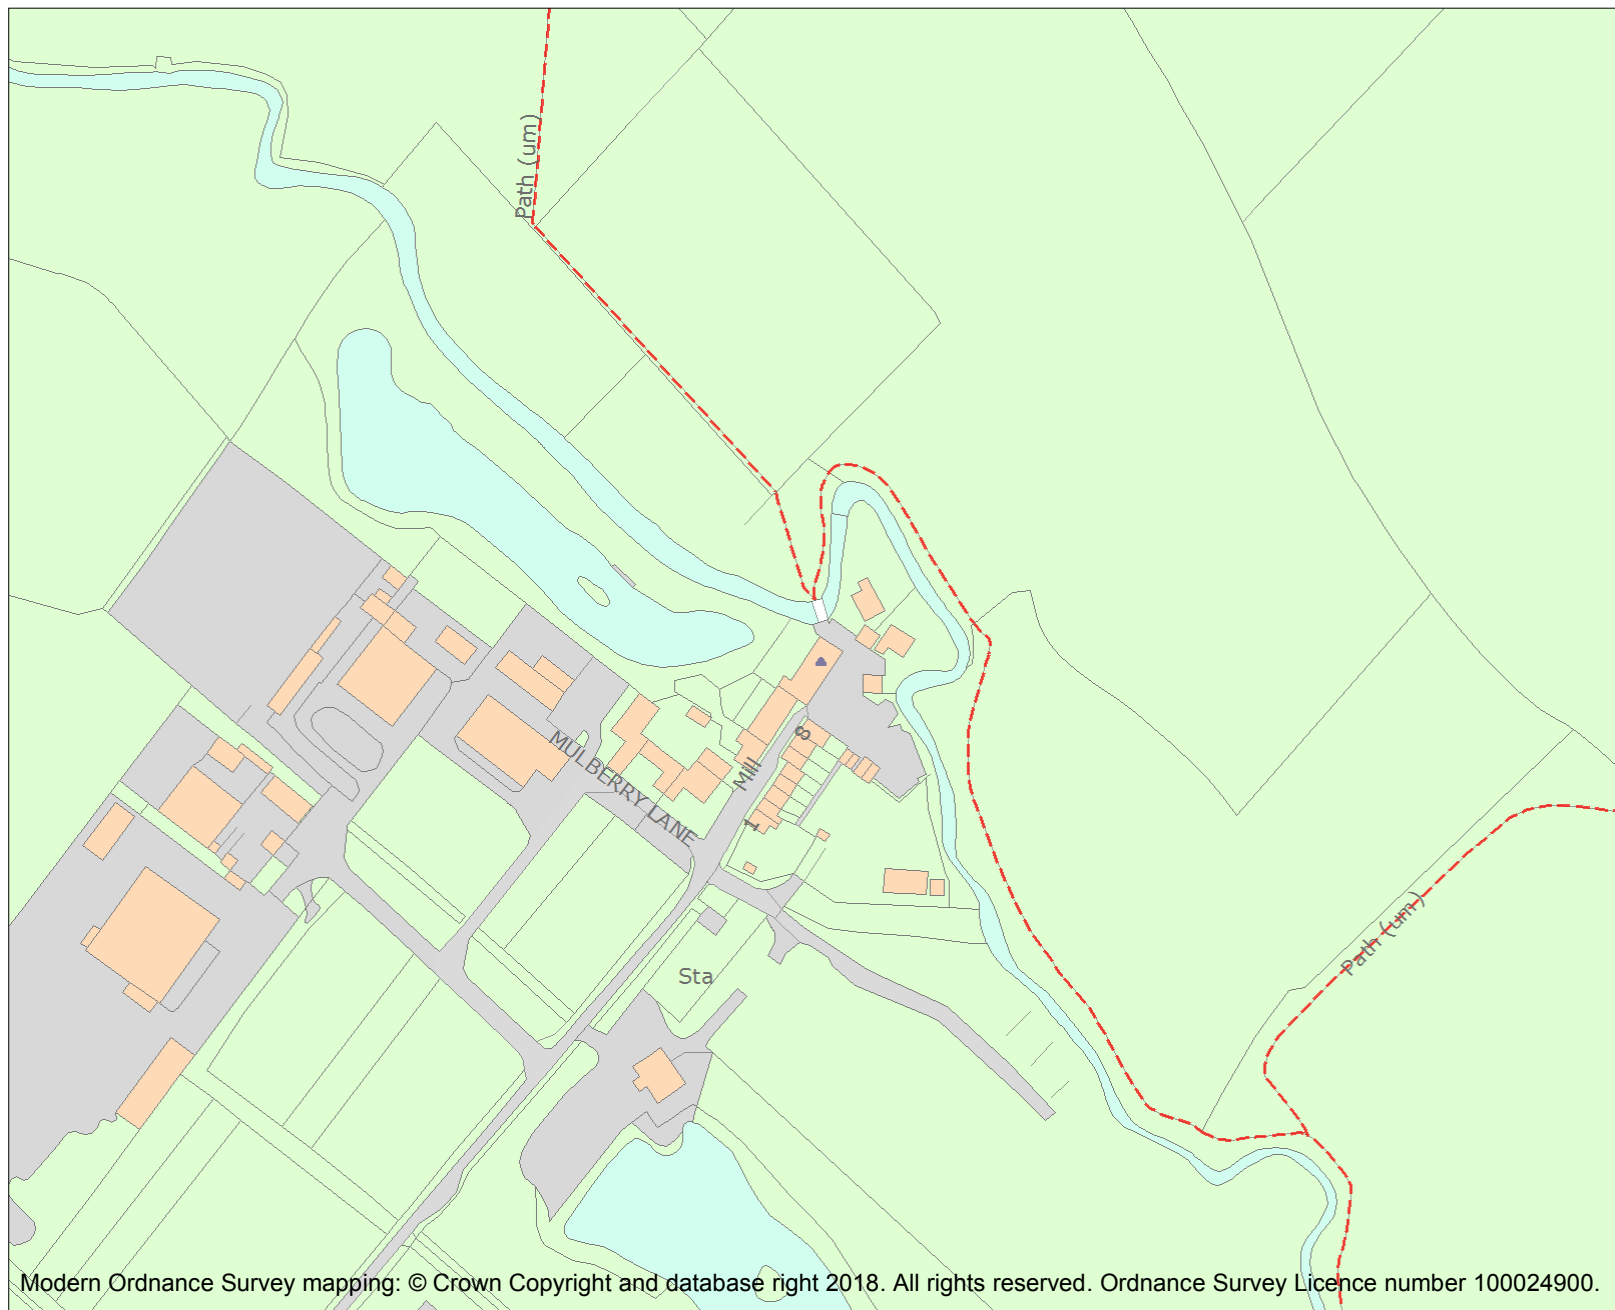 Path (um)
MULBERRY LANE
Mill
8
1
Sta
Path (um)
Modern Ordnance Survey mapping: © Crown Copyright and database right 2018. All rights reserved. Ordnance Survey Licence number 100024900.